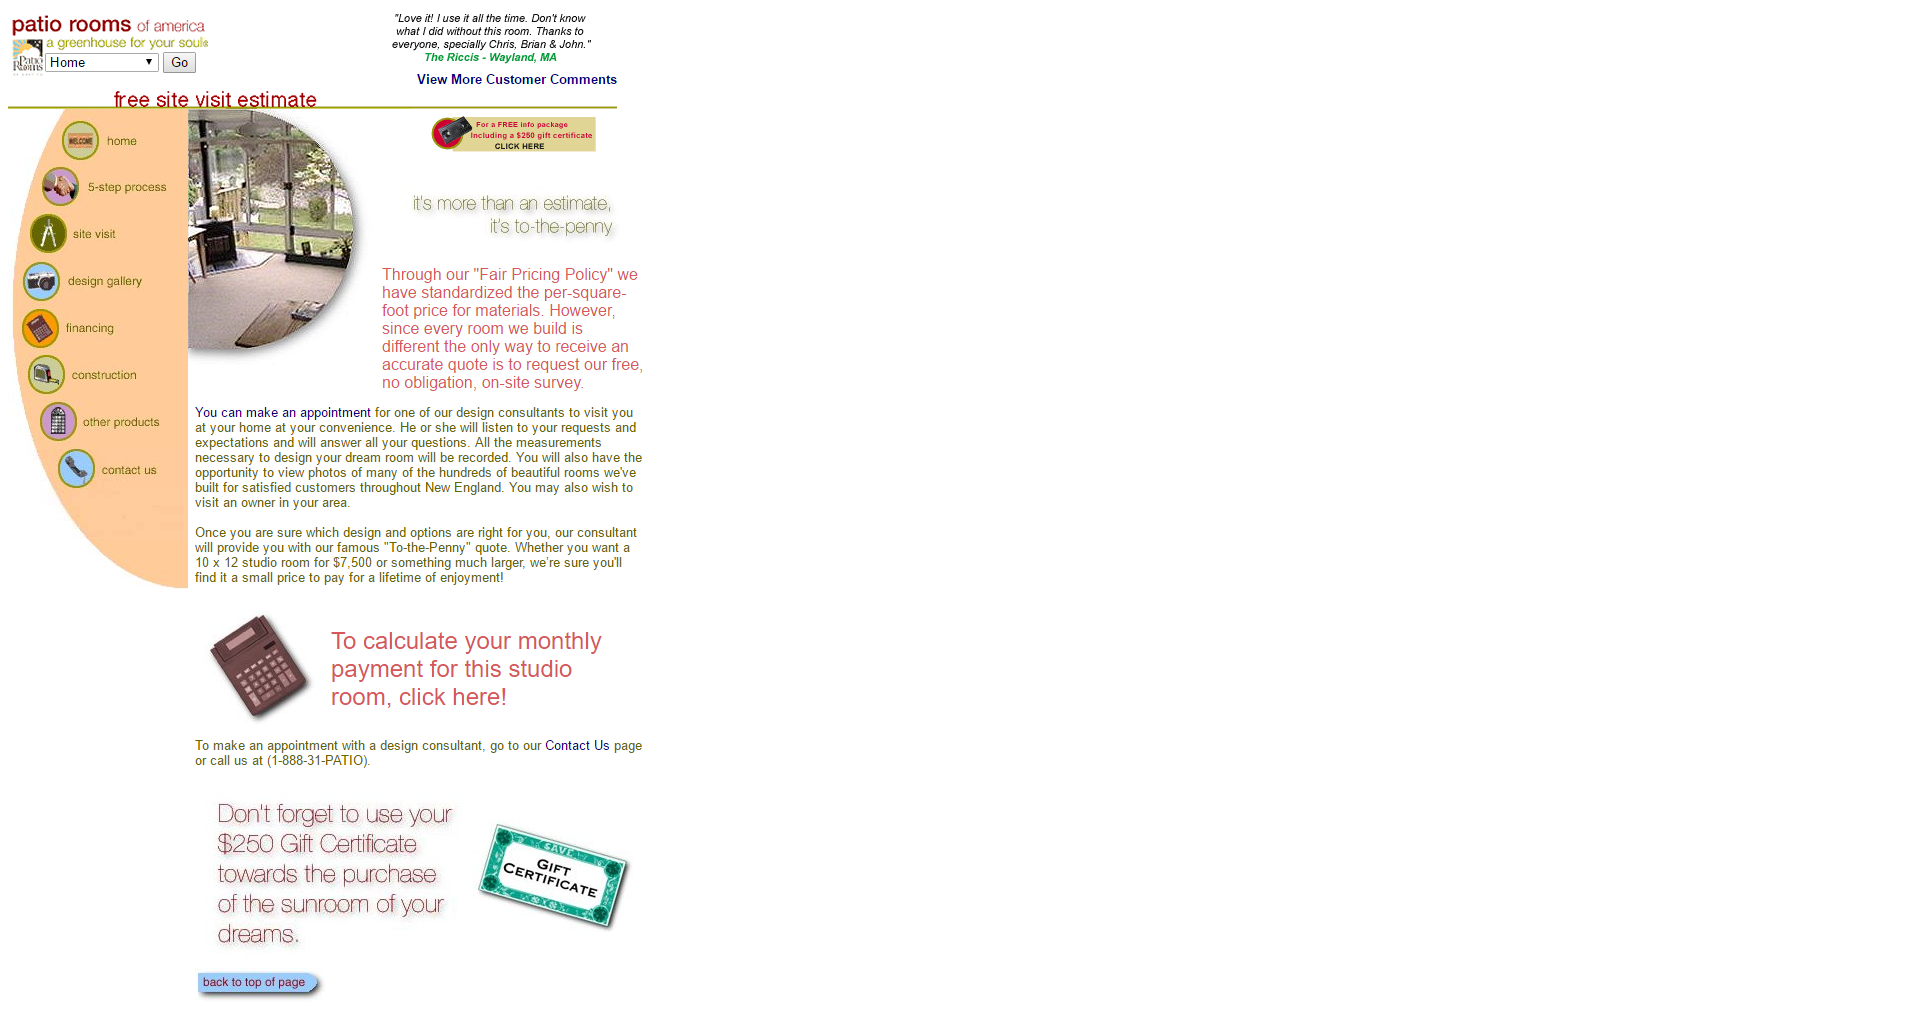 patio rooms of america
a greenhouse for your soul
Patio
Rooms
Home
Go
"Love it! I use it all the time. Don't know
what I did without this room. Thanks to
everyone, specially Chris, Brian & John."
The Riccis - Wayland, MA
View More Customer Comments
free site visit estimate
WELCOME
home
5-step process
site visit
design gallery
financing
construction
other products
contact us
For a FREE info package
Including a $250 gift certificate
CLICK HERE
it's more than an estimate,
it's to-the-penny
Through our "Fair Pricing Policy" we
have standardized the per-square-
foot price for materials. However,
since every room we build is
different the only way to receive an
accurate quote is to request our free,
no obligation, on-site survey.
You can make an appointment for one of our design consultants to visit you
at your home at your convenience. He or she will listen to your requests and
expectations and will answer all your questions. All the measurements
necessary to design your dream room will be recorded. You will also have the
opportunity to view photos of many of the hundreds of beautiful rooms we've
built for satisfied customers throughout New England. You may also wish to
visit an owner in your area.
Once you are sure which design and options are right for you, our consultant
will provide you with our famous "To-the-Penny" quote. Whether you want a
10 x 12 studio room for $7,500 or something much larger, we're sure you'll
find it a small price to pay for a lifetime of enjoyment!
To calculate your monthly
payment for this studio
room, click here!
To make an appointment with a design consultant, go to our Contact Us page
or call us at (1-888-31-PATIO).
Don't forget to use your
$250 Gift Certificate
towards the purchase
of the sunroom of your
dreams.
SAVE
GIFT
CERTIFICATE
back to top of page